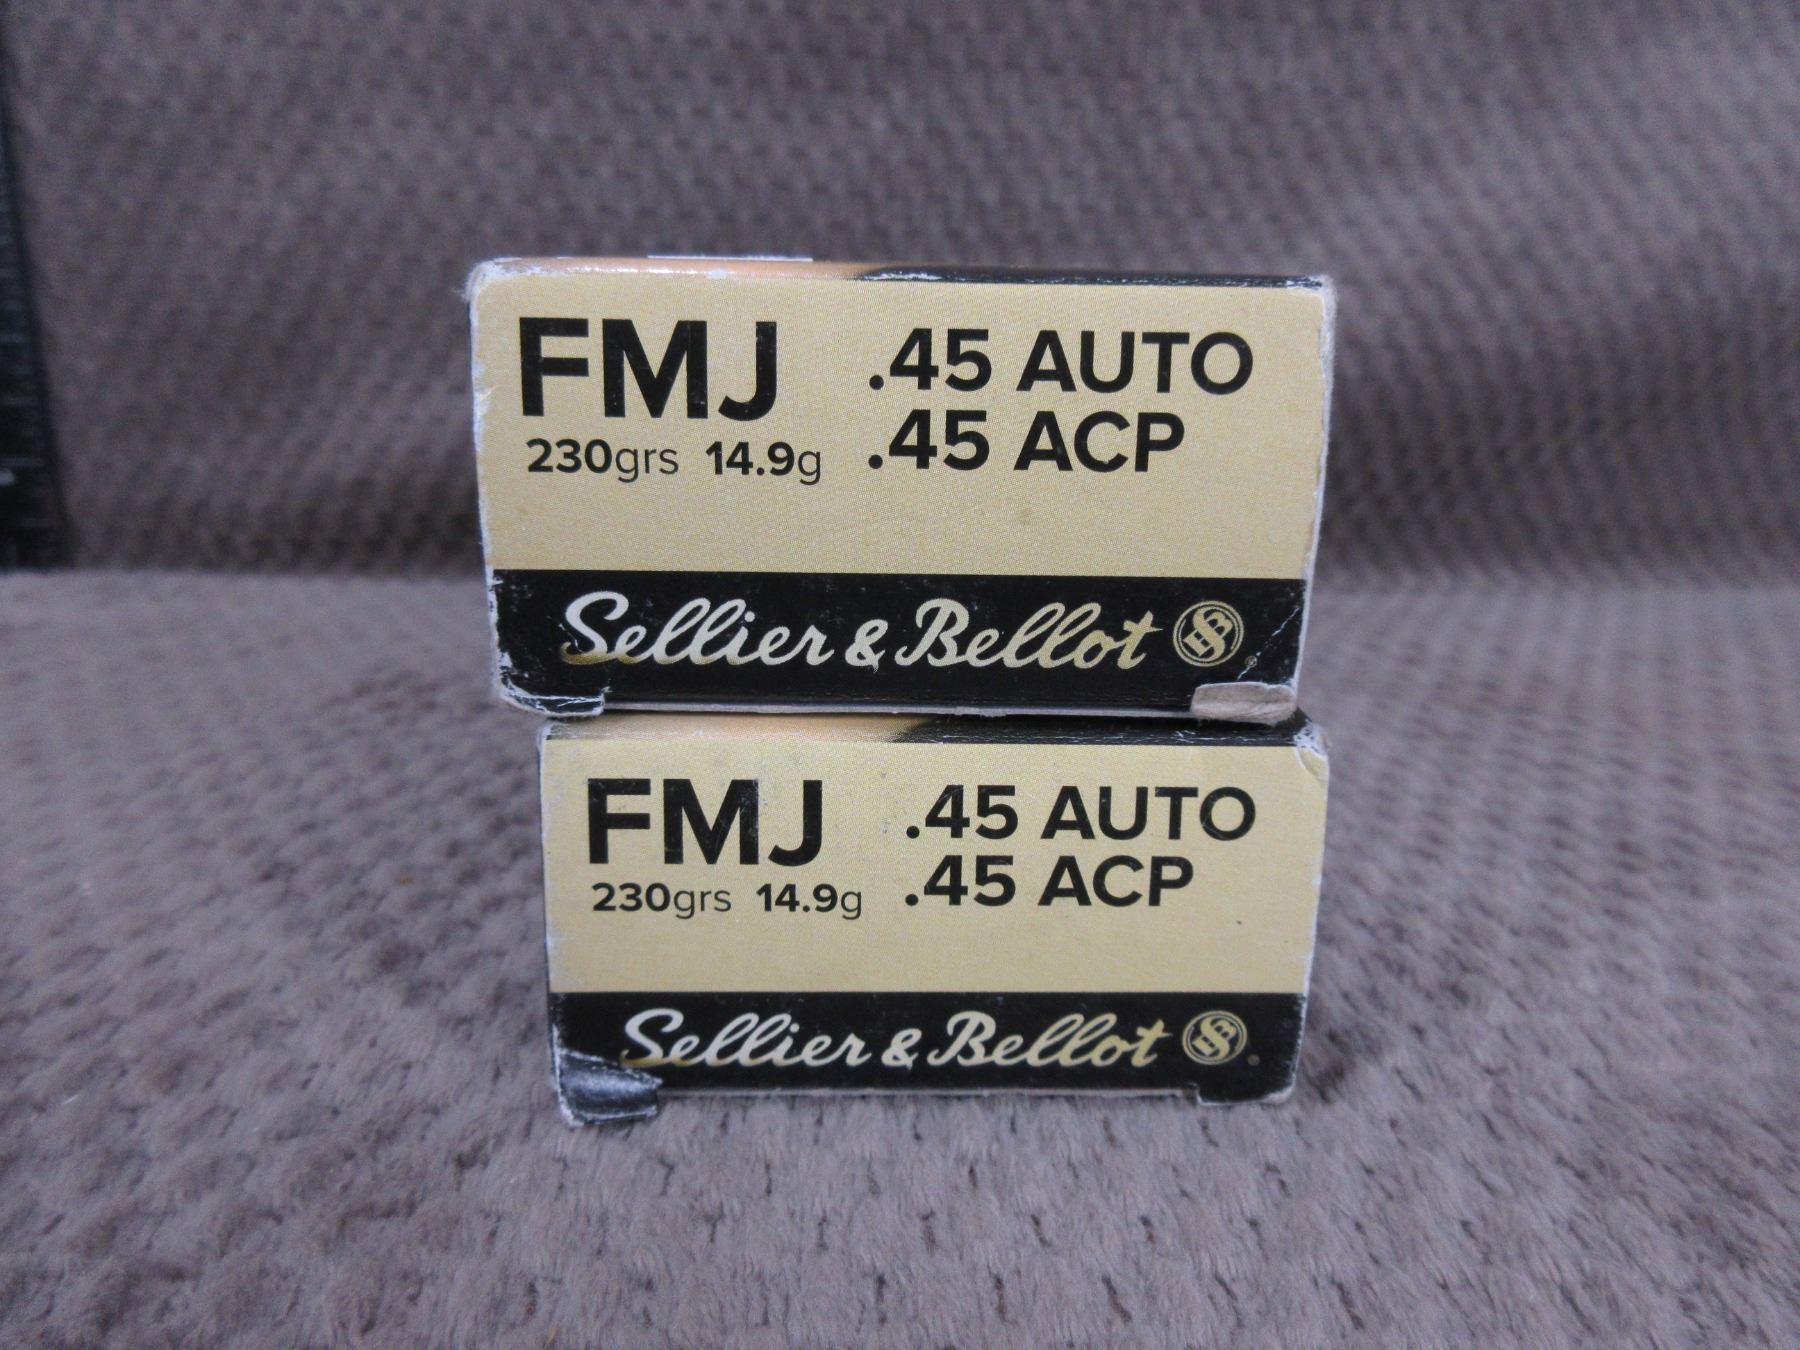 FMJ .45 AUTO
230grs 14.9g .45 ACP
Sellier & Bellot
FMJ .45 AUTO
230grs 14.9g .45 ACP
Sellier & Bellot